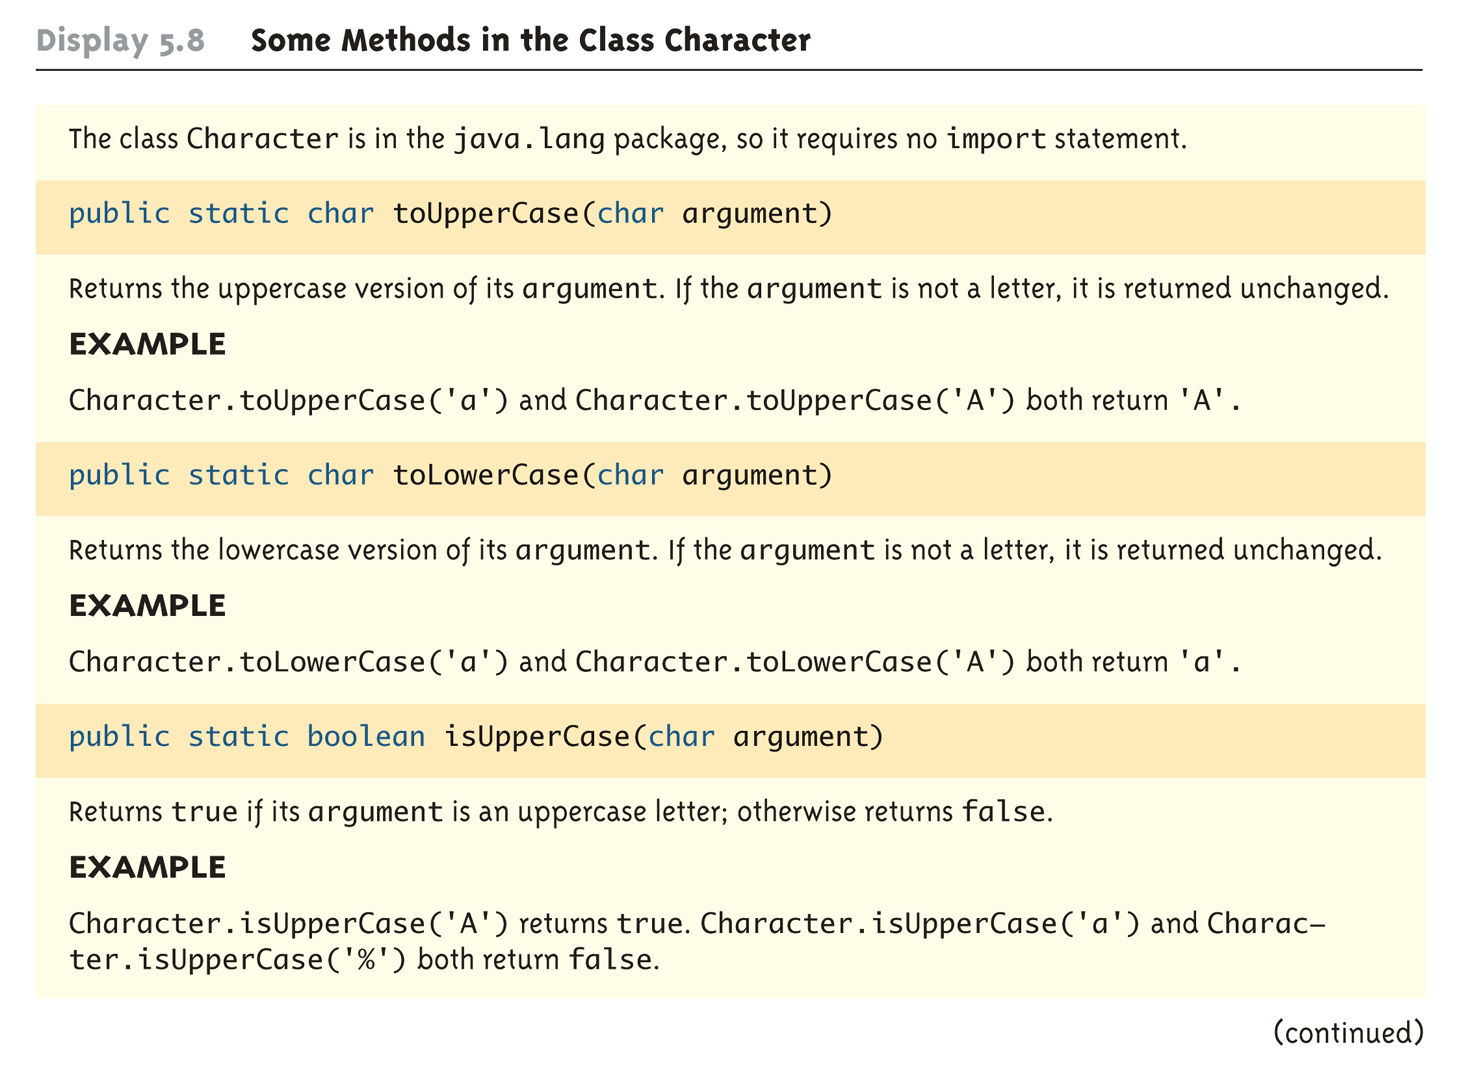 Display 5.8 Some Methods in the Class Character
The class Character is in the java.lang package, so it requires no import statement.
public static char toUpperCase(char argument)
Returns the uppercase version of its argument. If the argument is not a letter, it is returned unchanged.
EXAMPLE
Character.toUpperCase('a') and Character.toUpperCase('A') both return 'A'.
public static char toLowerCase(char argument)
Returns the lowercase version of its argument. If the argument is not a letter, it is returned unchanged.
EXAMPLE
Character.toLowerCase('a') and Character.toLowerCase('A') both return 'a'.
public static boolean isUpperCase(char argument)
Returns true if its argument is an uppercase letter; otherwise returns false.
EXAMPLE
Character.isUpperCase('A') returns true. Character.isUpperCase('a') and Charac–
ter.isUpperCase('%') both return false.
(continued)